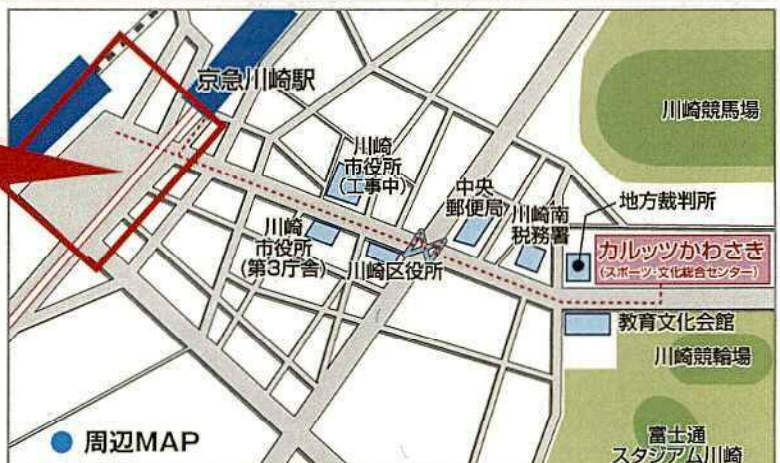 京急川崎駅
川崎競馬場
川崎
市役所
(工事中)
中央
郵便局
川崎南
税務署
地方裁判所
川崎
市役所
(第3庁舎)
川崎区役所
カルッツかわさき
(スポーツ・文化総合センター)
教育文化会館
川崎競輪場
富士通
スタジアム川崎
周辺MAP